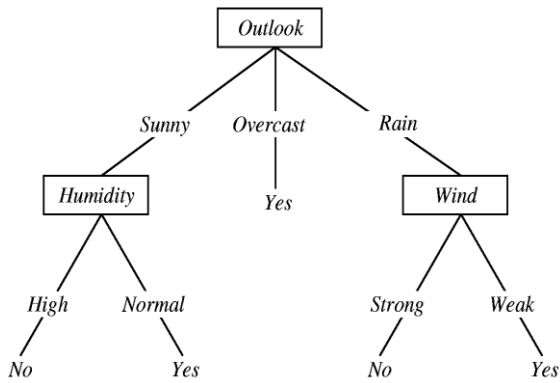 Outlook
Sunny Overcast Rain
Humidity Yes Wind
High Normal Strong Weak
No Yes No Yes